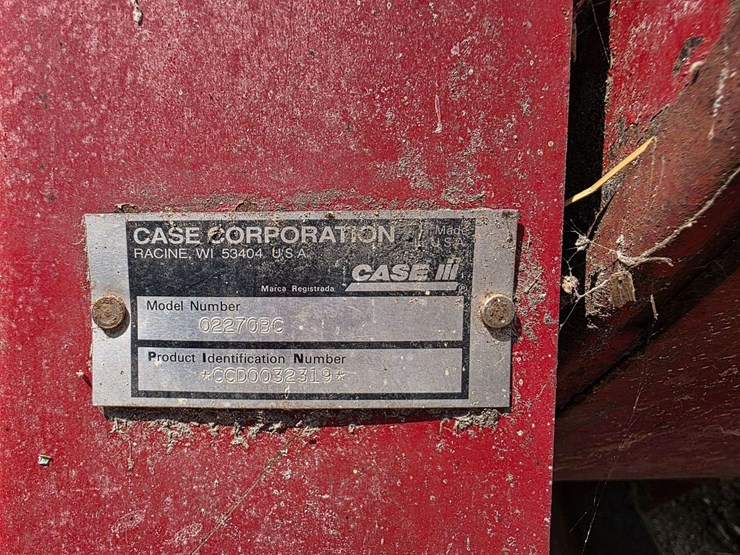 CASE CORPORATION
RACINE, WI 53404 U.S.A.
Made
U.S.A.
CASE IH
Marca Registrada
Model Number
02270BC
Product Identification Number
*CCD0032319*